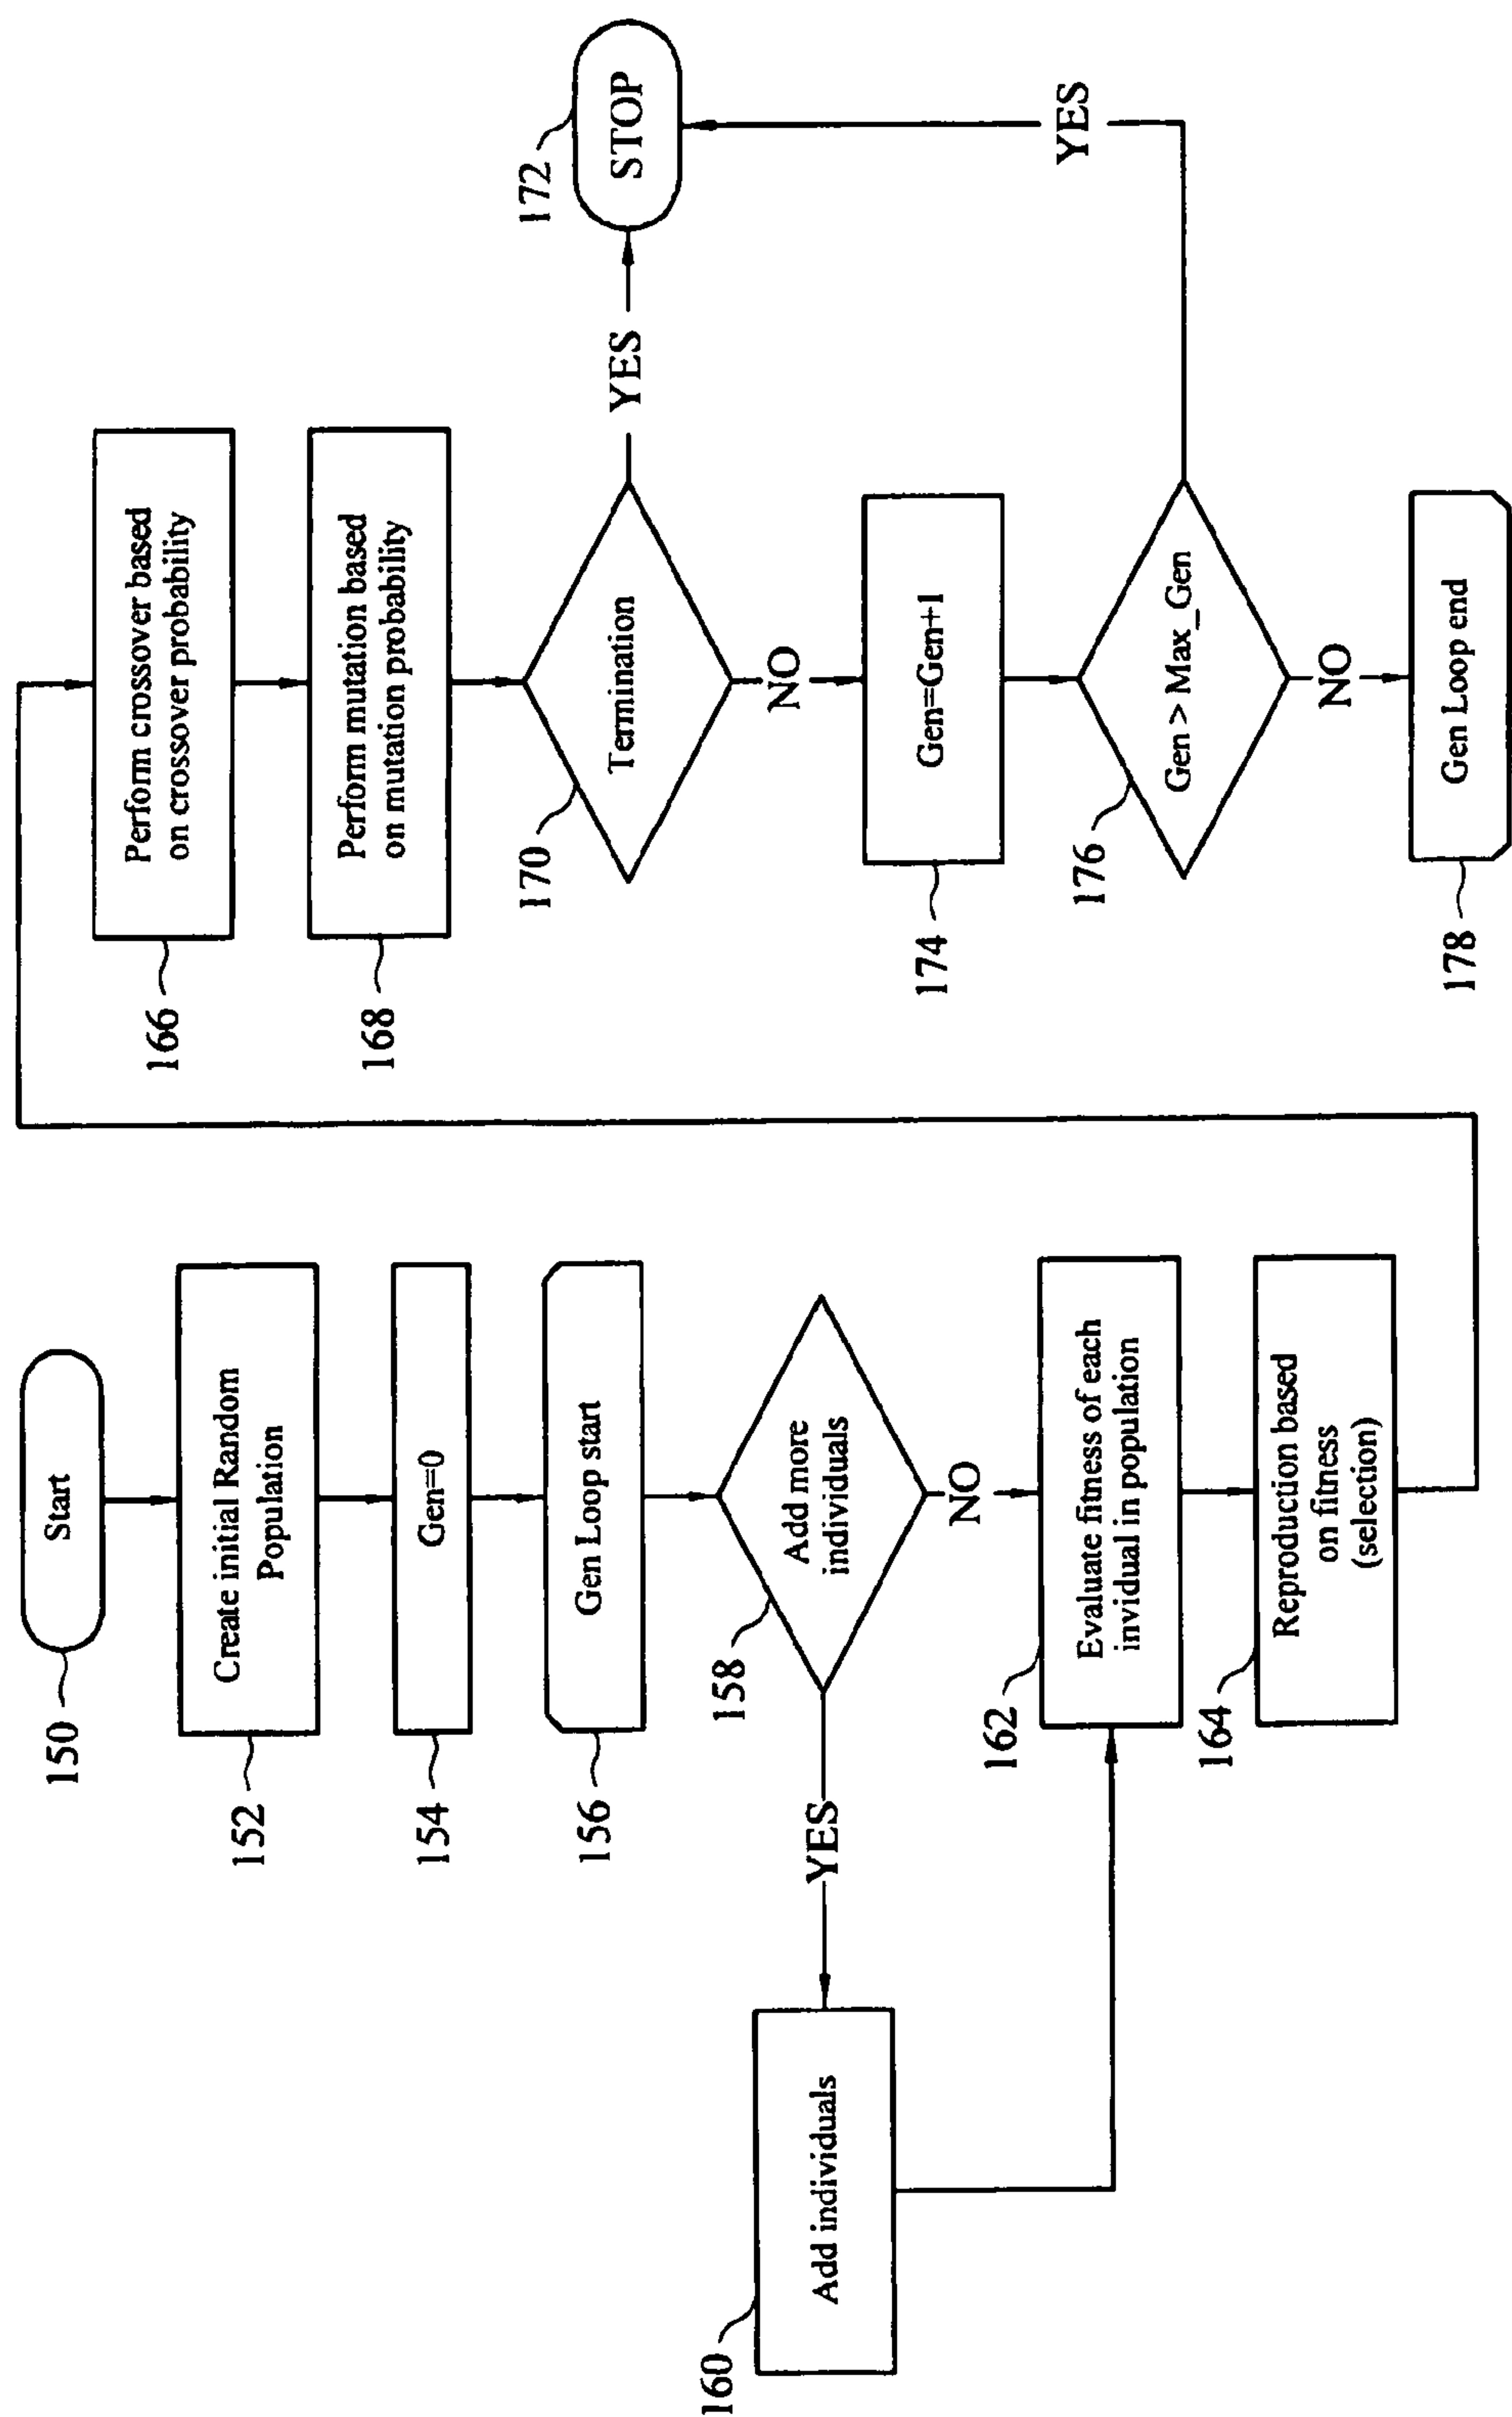 150
Start
152
Create initial Random
Population
154
Gen=0
156
Gen Loop start
158
Add more
individuals
YES
NO
160
Add individuals
162
Evaluate fitness of each
invidual in population
164
Reproduction based
on fitness
(selection)
166
Perform crossover based
on crossover probability
168
Perform mutation based
on mutation probability
170
Termination
YES
172
STOP
NO
174
Gen=Gen+1
176
Gen > Max_Gen
YES
NO
178
Gen Loop end